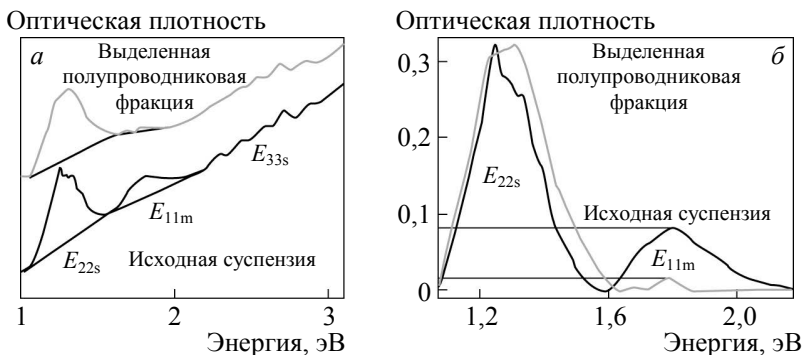 Оптическая плотность
а
Выделенная
полупроводниковая
фракция
E33s
E11m
E22s
Исходная суспензия
1
2
3
Энергия, эВ
Оптическая плотность
б
0,3
Выделенная
полупроводниковая
фракция
0,2
E22s
0,1
Исходная суспензия
E11m
0
1,2
1,6
2,0
Энергия, эВ